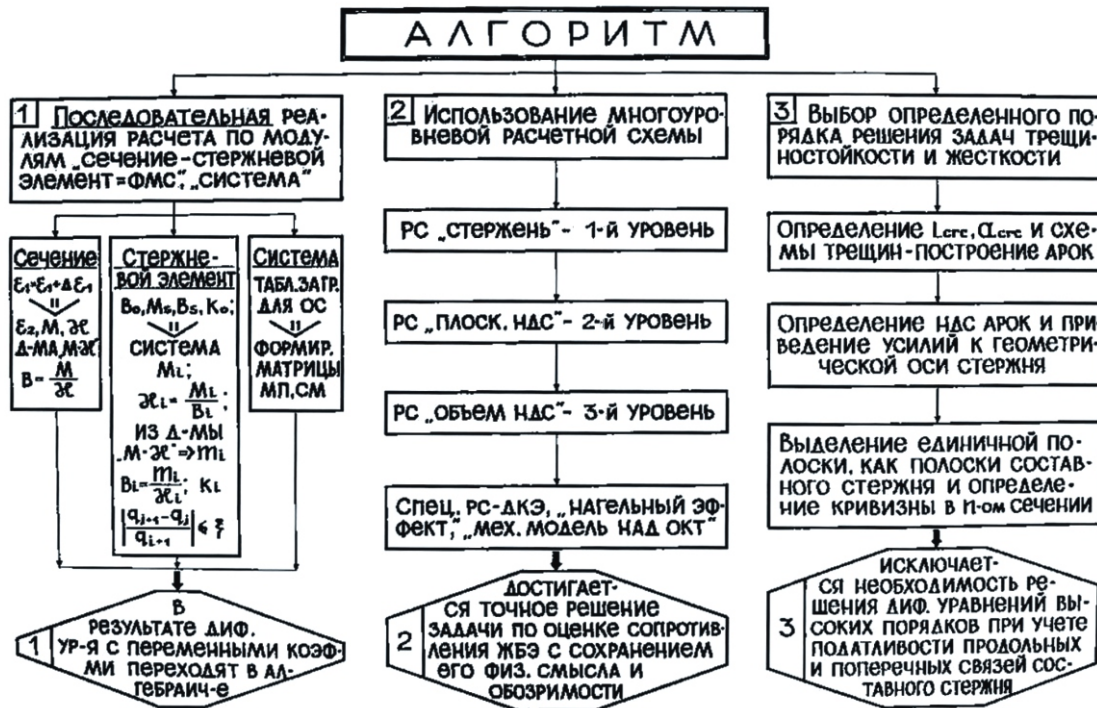 АЛГОРИТМ
1 ПОСЛЕДОВАТЕЛЬНАЯ РЕА-
ЛИЗАЦИЯ РАСЧЕТА ПО МОДУ-
ЛЯМ „СЕЧЕНИЕ-СТЕРЖНЕВОЙ
ЭЛЕМЕНТ=ФМС", „СИСТЕМА"
СЕЧЕНИЕ
ε₁=ε₁+Δε₁
ε₂, М, ϰ
Д-МА„М-ϰ"
B=M/ϰ
СТЕРЖНЕ-
ВОЙ ЭЛЕМЕНТ
B₀, Mₛ, Bₛ, K₀;
СИСТЕМА
Mi;
ϰi=Mi/Bi;
ИЗ Д-МЫ
„М-ϰ"⇒mi
Bi=mi/ϰi; Ki
СИСТЕМА
ТАБЛ.ЗАГР.
ДЛЯ ОС
ФОРМИР.
МАТРИЦЫ
МП, СМ
1
В
РЕЗУЛЬТАТЕ ДИФ.
УР-Я С ПЕРЕМЕННЫМИ КОЭФ-
МИ ПЕРЕХОДЯТ В АЛ-
ГЕБРАИЧ-Е
2 ИСПОЛЬЗОВАНИЕ МНОГОУРО-
ВНЕВОЙ РАСЧЕТНОЙ СХЕМЫ
РС „СТЕРЖЕНЬ"- 1-Й УРОВЕНЬ
РС „ПЛОСК. НДС"- 2-Й УРОВЕНЬ
РС „ОБЪЕМ НДС"- 3-Й УРОВЕНЬ
СПЕЦ. РС-ДКЭ, „НАГЕЛЬНЫЙ ЭФ-
ФЕКТ," „МЕХ. МОДЕЛЬ НАД ОКТ"
2
ДОСТИГАЕТ-
СЯ ТОЧНОЕ РЕШЕНИЕ
ЗАДАЧИ ПО ОЦЕНКЕ СОПРОТИВ-
ЛЕНИЯ ЖБЭ С СОХРАНЕНИЕМ
ЕГО ФИЗ. СМЫСЛА И
ОБОЗРИМОСТИ
3 ВЫБОР ОПРЕДЕЛЕННОГО ПО-
РЯДКА РЕШЕНИЯ ЗАДАЧ ТРЕЩИ-
НОСТОЙКОСТИ И ЖЕСТКОСТИ
ОПРЕДЕЛЕНИЕ Lcrc, acrc И СХЕ-
МЫ ТРЕЩИН-ПОСТРОЕНИЕ АРОК
ОПРЕДЕЛЕНИЕ НДС АРОК И ПРИ-
ВЕДЕНИЕ УСИЛИЙ К ГЕОМЕТРИ-
ЧЕСКОЙ ОСИ СТЕРЖНЯ
ВЫДЕЛЕНИЕ ЕДИНИЧНОЙ ПО-
ЛОСКИ, КАК ПОЛОСКИ СОСТАВ-
НОГО СТЕРЖНЯ И ОПРЕДЕЛЕ-
НИЕ КРИВИЗНЫ В n-ОМ СЕЧЕНИИ
3
ИСКЛЮЧАЕТ-
СЯ НЕОБХОДИМОСТЬ РЕ-
ШЕНИЯ ДИФ. УРАВНЕНИЙ ВЫ-
СОКИХ ПОРЯДКОВ ПРИ УЧЕТЕ
ПОДАТЛИВОСТИ ПРОДОЛЬНЫХ
И ПОПЕРЕЧНЫХ СВЯЗЕЙ СОС-
ТАВНОГО СТЕРЖНЯ